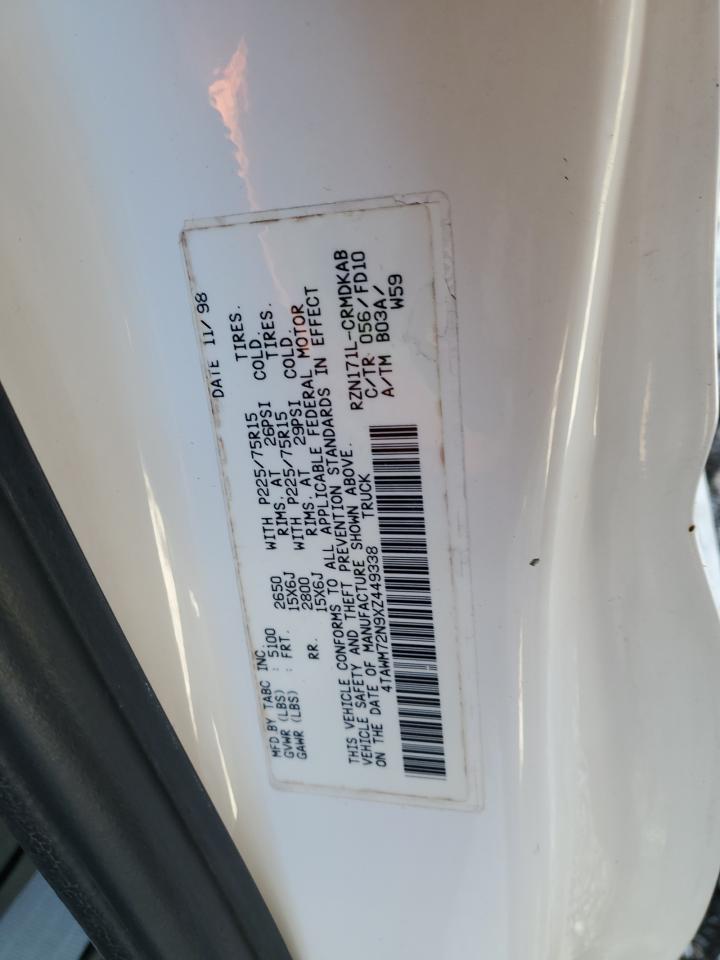 MFD.BY TABC INC. DATE 11/98
GVWR (LBS) : 5100 WITH P225/75R15 TIRES.
GAWR (LBS) : FRT. 2650 RIMS. AT 26PSI COLD.
15X6J WITH P225/75R15 TIRES.
RR. 2800 RIMS. AT 29PSI COLD.
15X6J
THIS VEHICLE CONFORMS TO ALL APPLICABLE FEDERAL MOTOR
VEHICLE SAFETY AND THEFT PREVENTION STANDARDS IN EFFECT
ON THE DATE OF MANUFACTURE SHOWN ABOVE.
4TAWM72N9XZ449338 TRUCK
RZN171L-CRMDKAB
C/TR 056/FD10
A/TM B03A/
W59